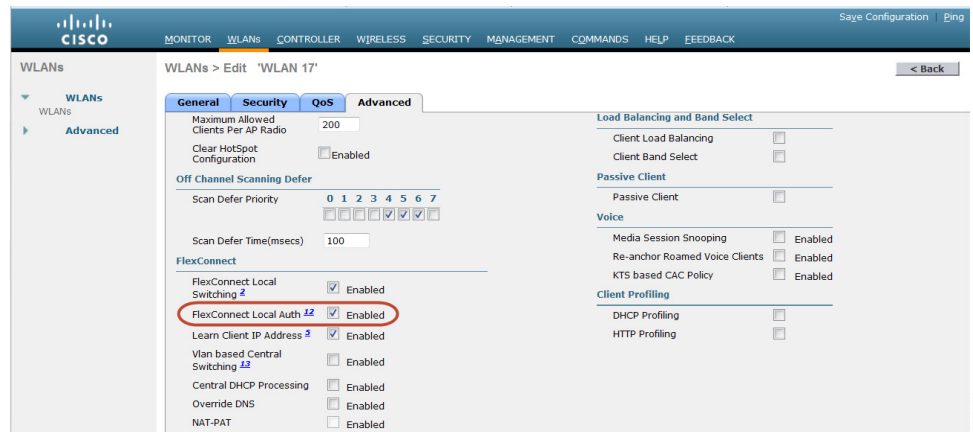 Save Configuration | Ping
CISCO
MONITOR WLANs CONTROLLER WIRELESS SECURITY MANAGEMENT COMMANDS HELP FEEDBACK
WLANs
WLANs > Edit 'WLAN 17'
< Back
WLANs
WLANs
Advanced
General Security QoS Advanced
Maximum Allowed
Clients Per AP Radio
200
Clear HotSpot
Configuration
Enabled
Off Channel Scanning Defer
Scan Defer Priority
0 1 2 3 4 5 6 7
Scan Defer Time(msecs) 100
FlexConnect
FlexConnect Local
Switching 2
Enabled
FlexConnect Local Auth 12 Enabled
Learn Client IP Address 5 Enabled
Vlan based Central
Switching 13
Enabled
Central DHCP Processing Enabled
Override DNS Enabled
NAT-PAT Enabled
Load Balancing and Band Select
Client Load Balancing
Client Band Select
Passive Client
Passive Client
Voice
Media Session Snooping Enabled
Re-anchor Roamed Voice Clients Enabled
KTS based CAC Policy Enabled
Client Profiling
DHCP Profiling
HTTP Profiling